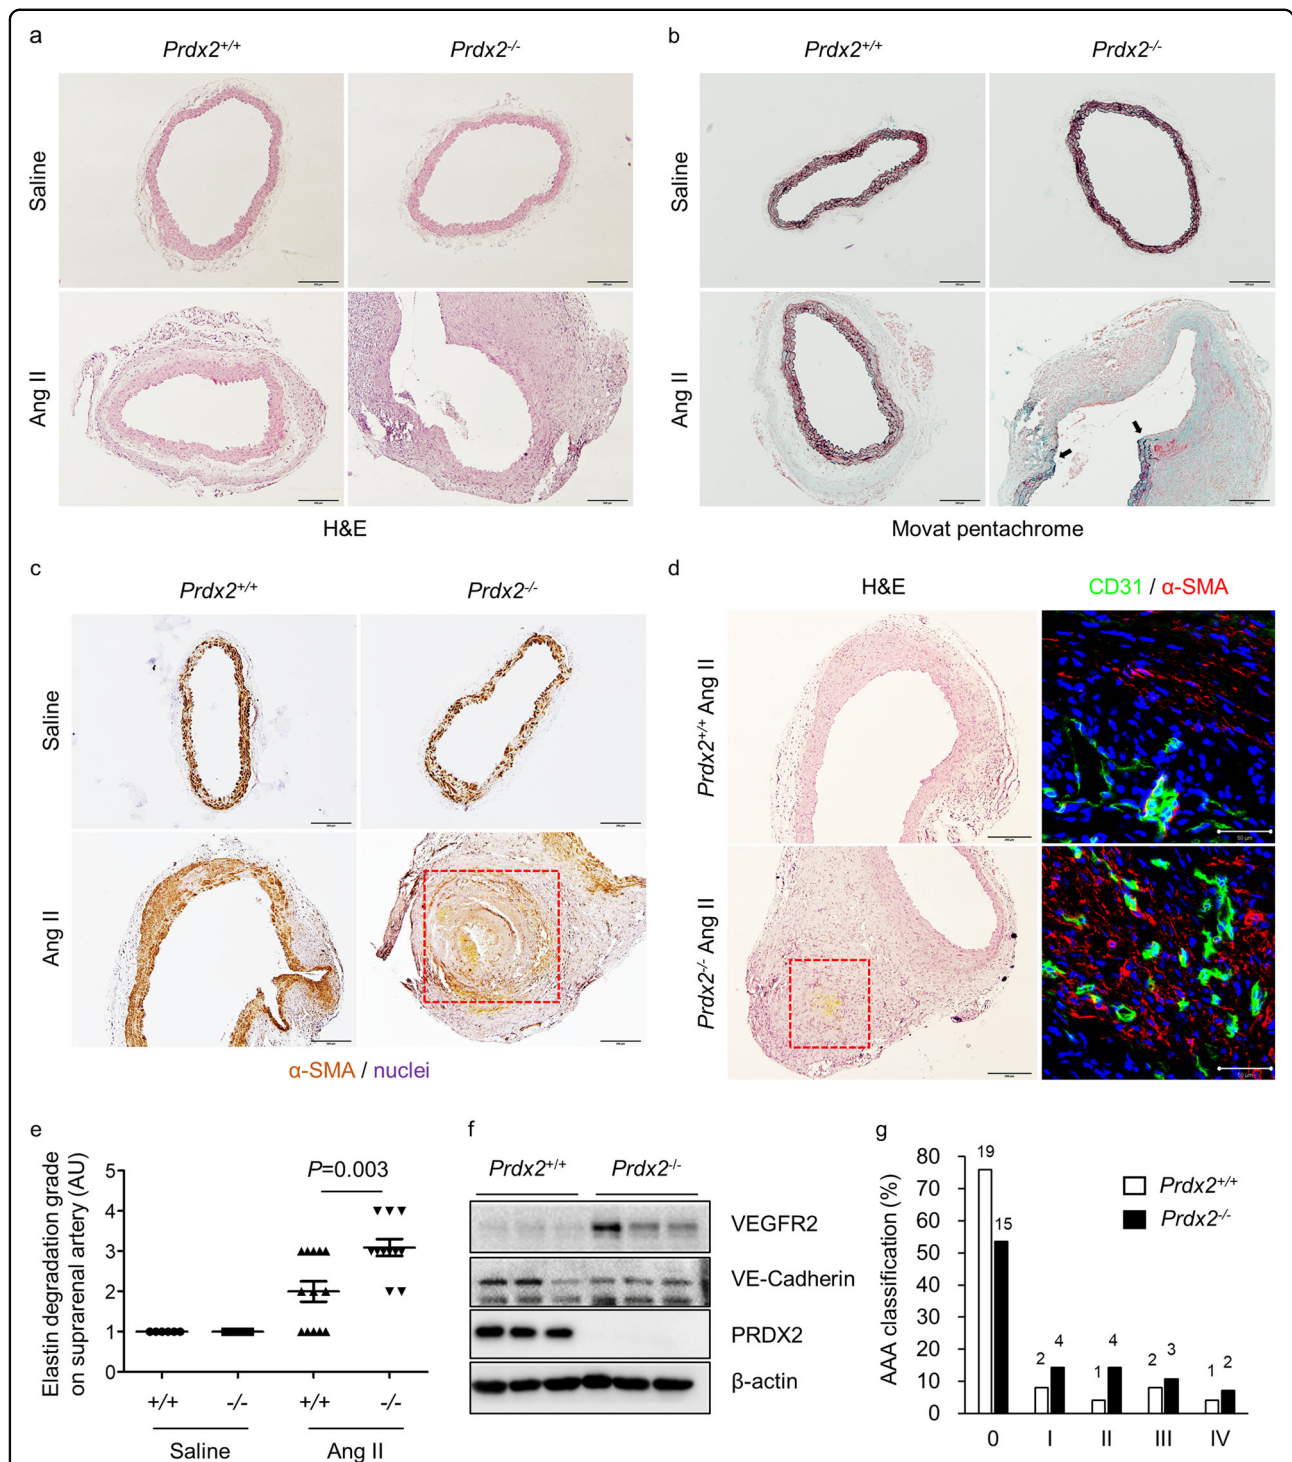 a
Prdx2+/+
Prdx2-/-
Saline
Ang II
H&E
b
Prdx2+/+
Prdx2-/-
Saline
Ang II
Movat pentachrome
c
Prdx2+/+
Prdx2-/-
Saline
Ang II
α-SMA / nuclei
d
H&E
CD31 / α-SMA
Prdx2+/+ Ang II
50 μm
Prdx2-/- Ang II
50 μm
e
Elastin degradation grade
on suprarenal artery (AU)
5
4
3
2
1
0
P=0.003
+/+ -/- +/+ -/-
Saline Ang II
f
Prdx2+/+ Prdx2-/-
VEGFR2
VE-Cadherin
PRDX2
β-actin
g
AAA classification (%)
80
70
60
50
40
30
20
10
0
19
15
2
4
1
4
2
3
1
2
Prdx2+/+
Prdx2-/-
0 I II III IV